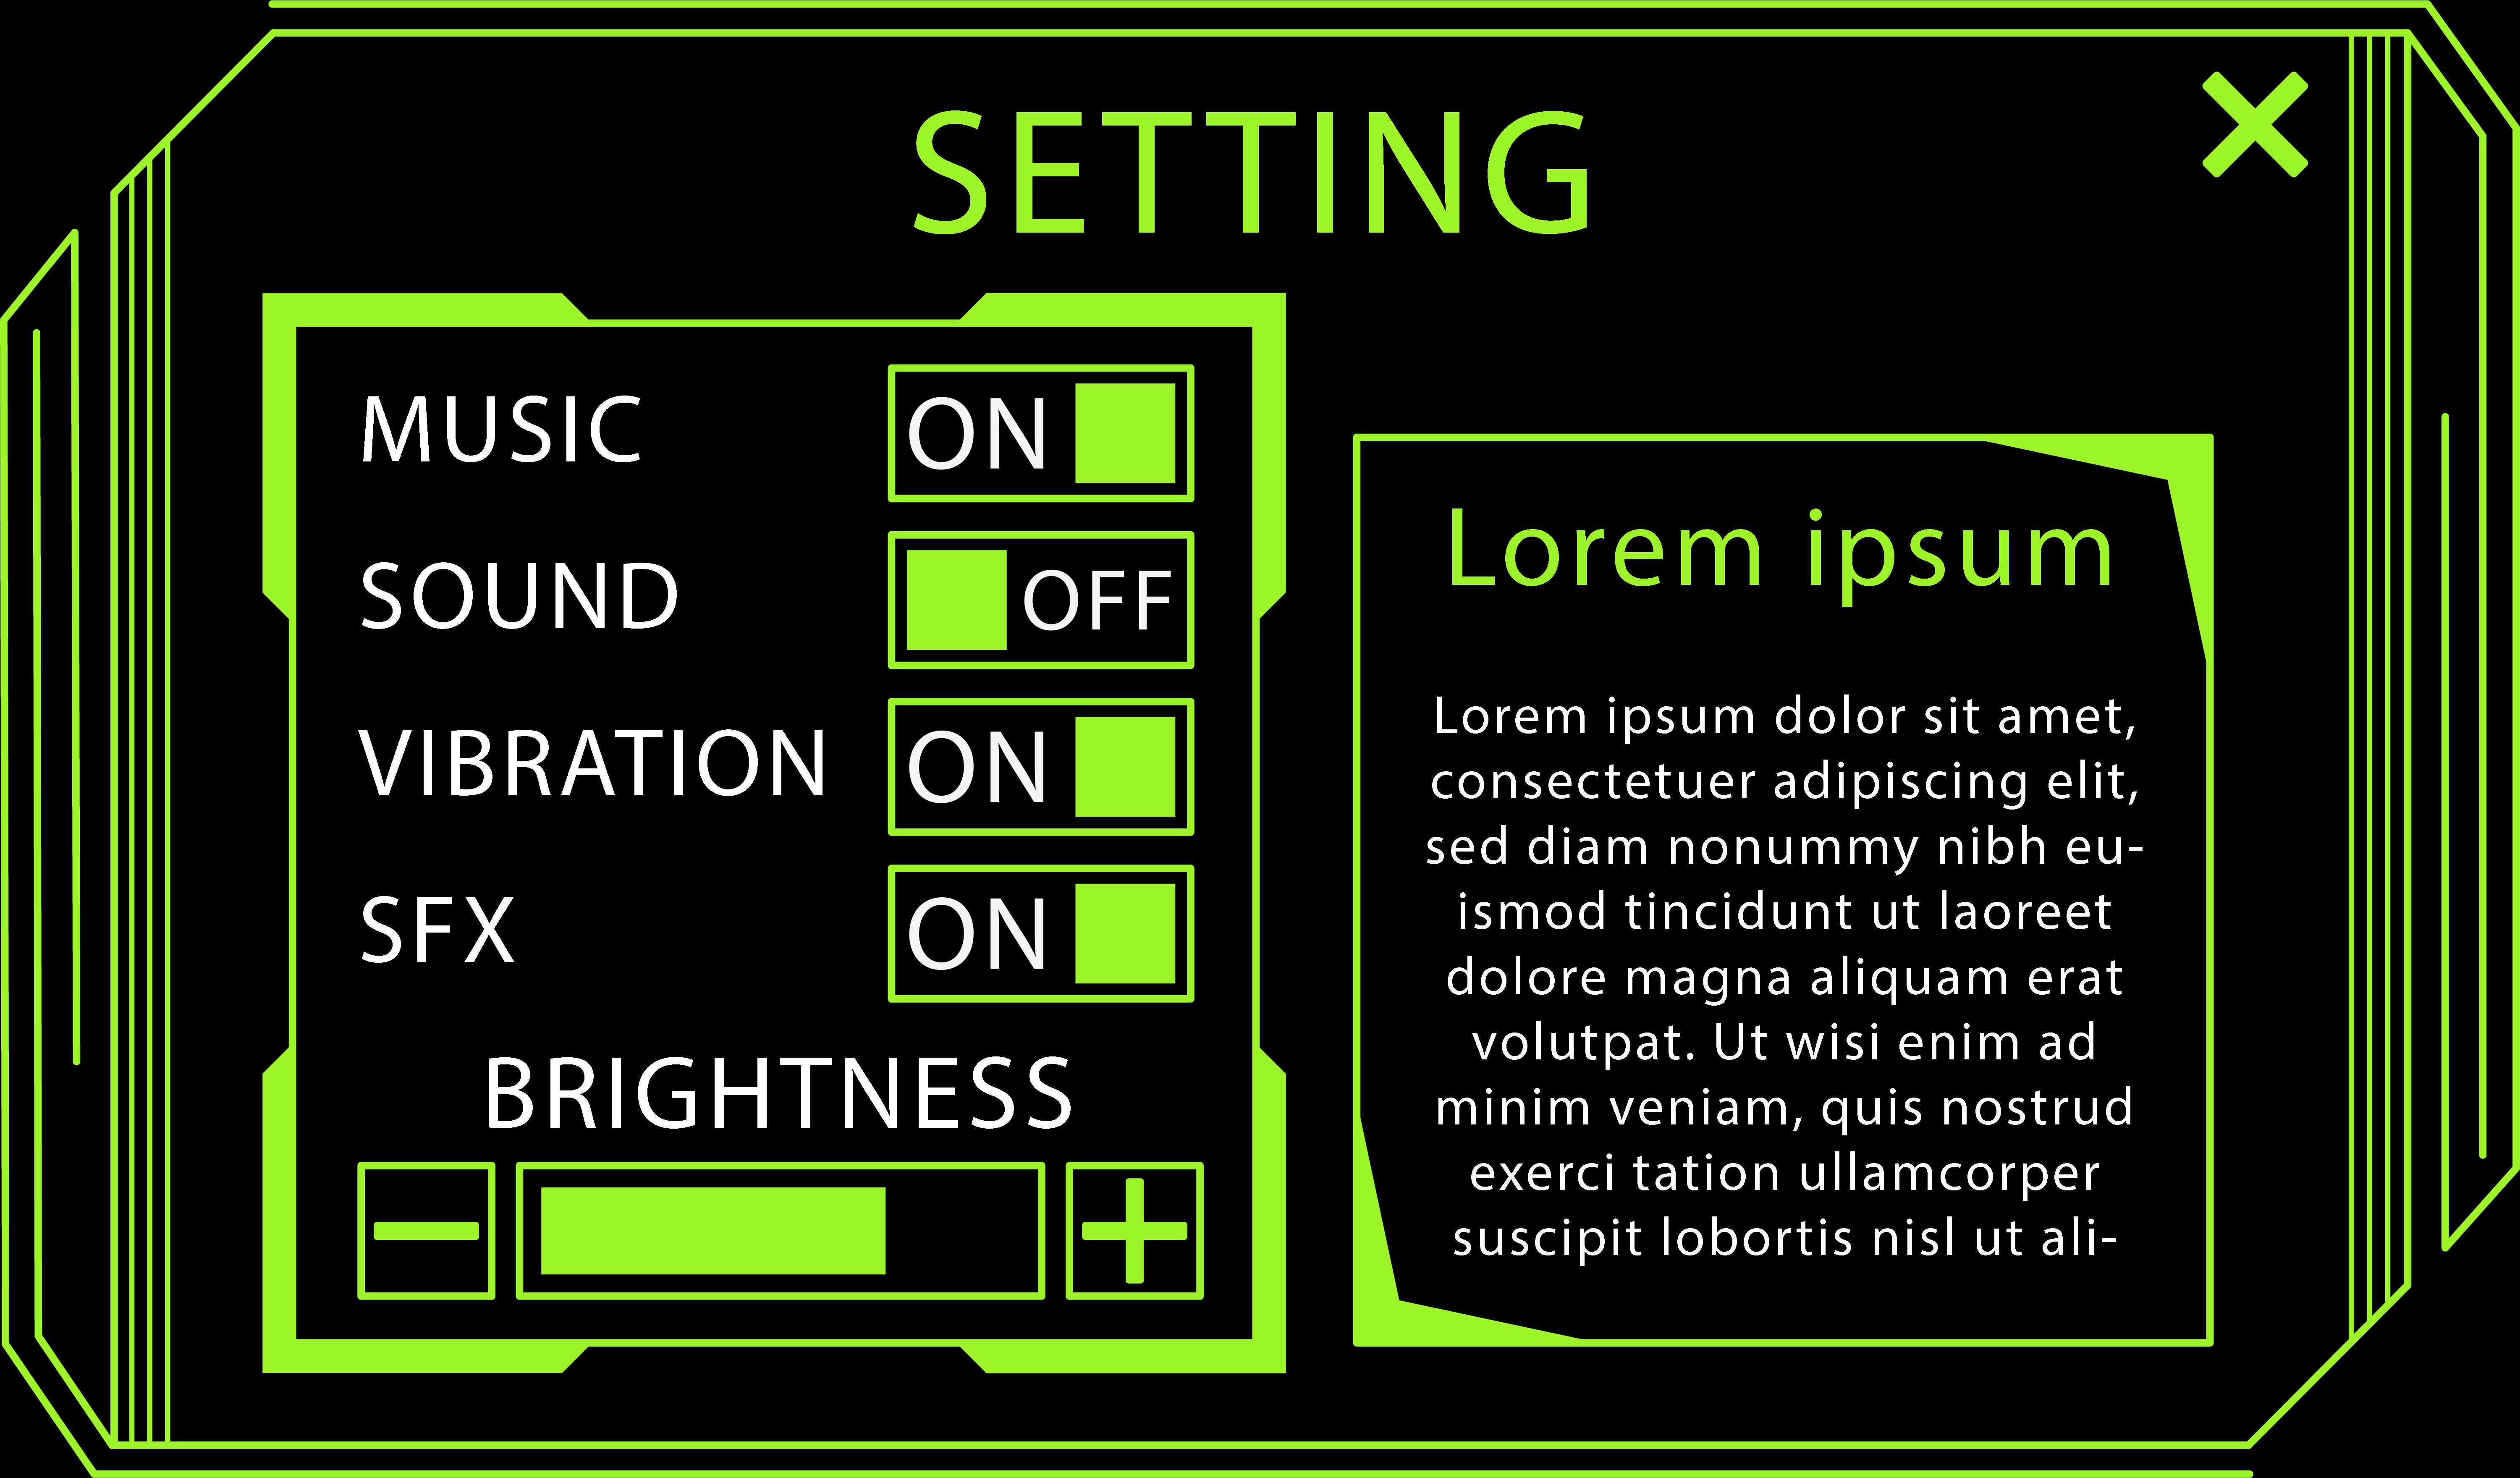 SETTING
MUSIC ON
SOUND OFF
VIBRATION ON
SFX ON
BRIGHTNESS
Lorem ipsum
Lorem ipsum dolor sit amet,
consectetuer adipiscing elit,
sed diam nonummy nibh eu-
ismod tincidunt ut laoreet
dolore magna aliquam erat
volutpat. Ut wisi enim ad
minim veniam, quis nostrud
exerci tation ullamcorper
suscipit lobortis nisl ut ali-